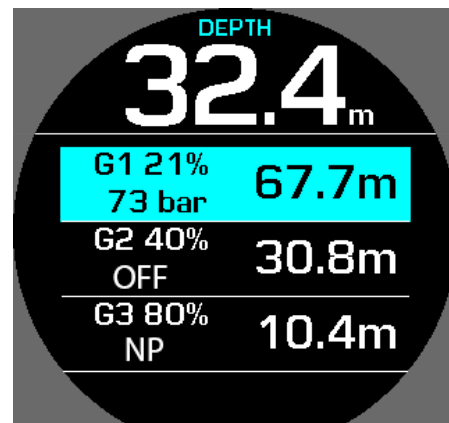 DEPTH
32.4m
G1 21%
73 bar
67.7m
G2 40%
OFF
30.8m
G3 80%
NP
10.4m